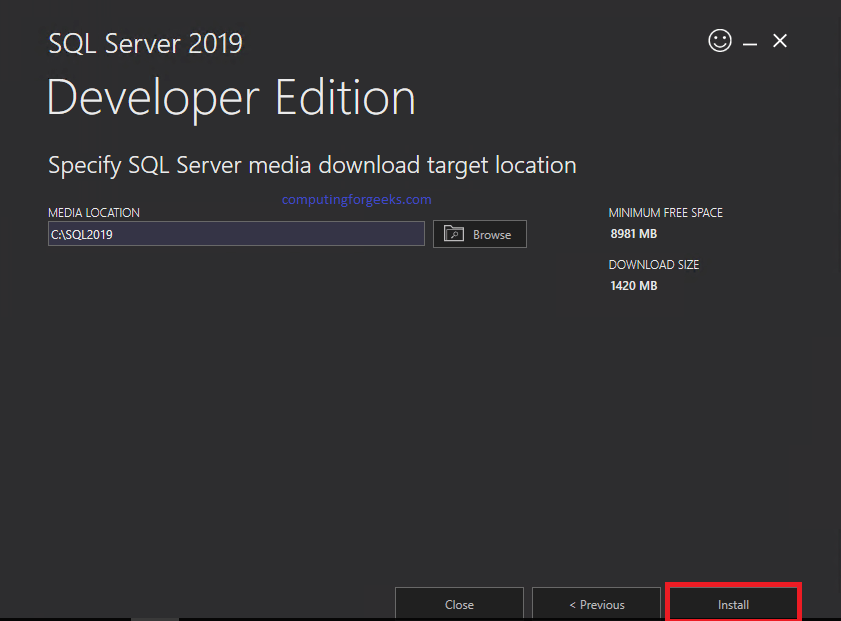 SQL Server 2019
Developer Edition
Specify SQL Server media download target location
computingforgeeks.com
MEDIA LOCATION
C:\SQL2019
Browse
MINIMUM FREE SPACE
8981 MB
DOWNLOAD SIZE
1420 MB
Close
< Previous
Install